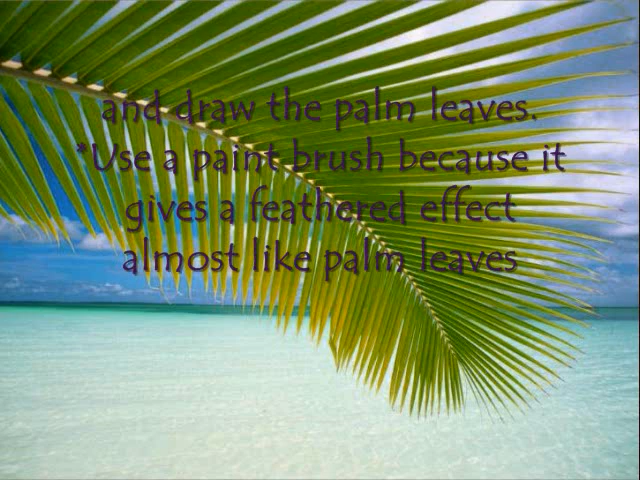 and draw the palm leaves.
*Use a paint brush because it
gives a feathered effect
almost like palm leaves